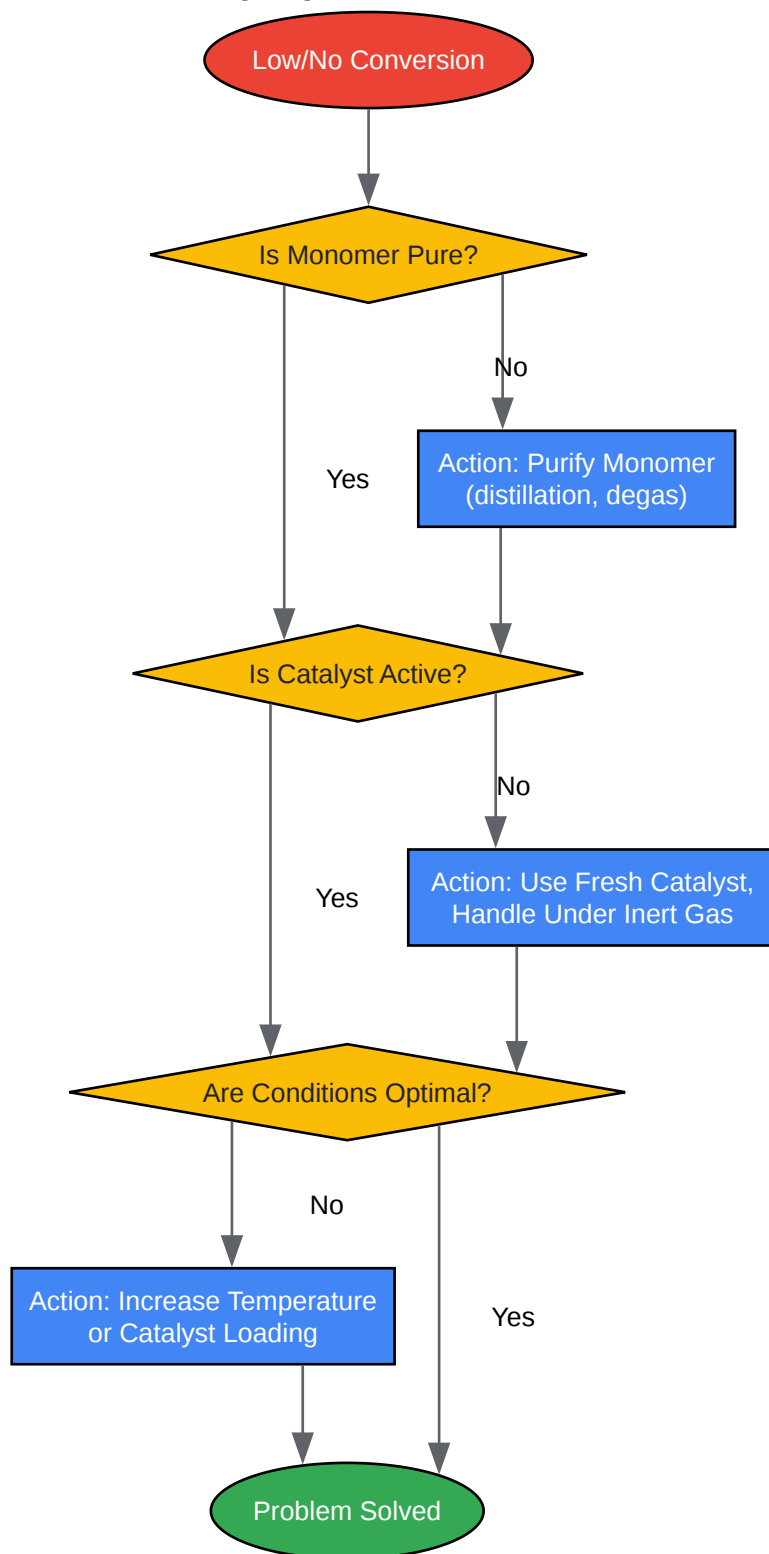 Low/No Conversion
Is Monomer Pure?
No
Action: Purify Monomer
(distillation, degas)
Yes
Is Catalyst Active?
No
Action: Use Fresh Catalyst,
Handle Under Inert Gas
Yes
Are Conditions Optimal?
No
Action: Increase Temperature
or Catalyst Loading
Yes
Problem Solved